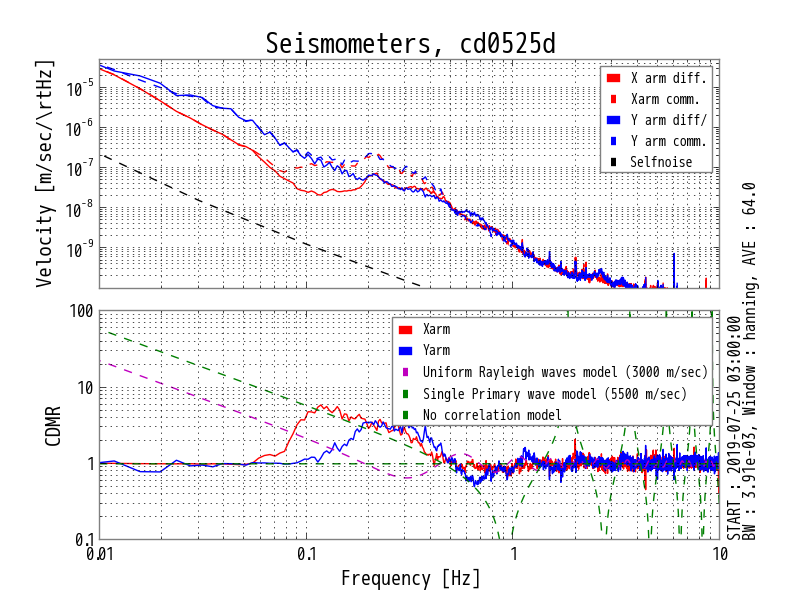 Seismometers, cd0525d
Velocity [m/sec/\rtHz]
10^-5
10^-6
10^-7
10^-8
10^-9
X arm diff.
Xarm comm.
Y arm diff/
Y arm comm.
Selfnoise
CDMR
100
10
1
0.1
Xarm
Yarm
Uniform Rayleigh waves model (3000 m/sec)
Single Primary wave model (5500 m/sec)
No correlation model
0.01
0.1
1
10
Frequency [Hz]
START : 2019-07-25 03:00:00
BW : 3.91e-03, Window : hanning, AVE : 64.0